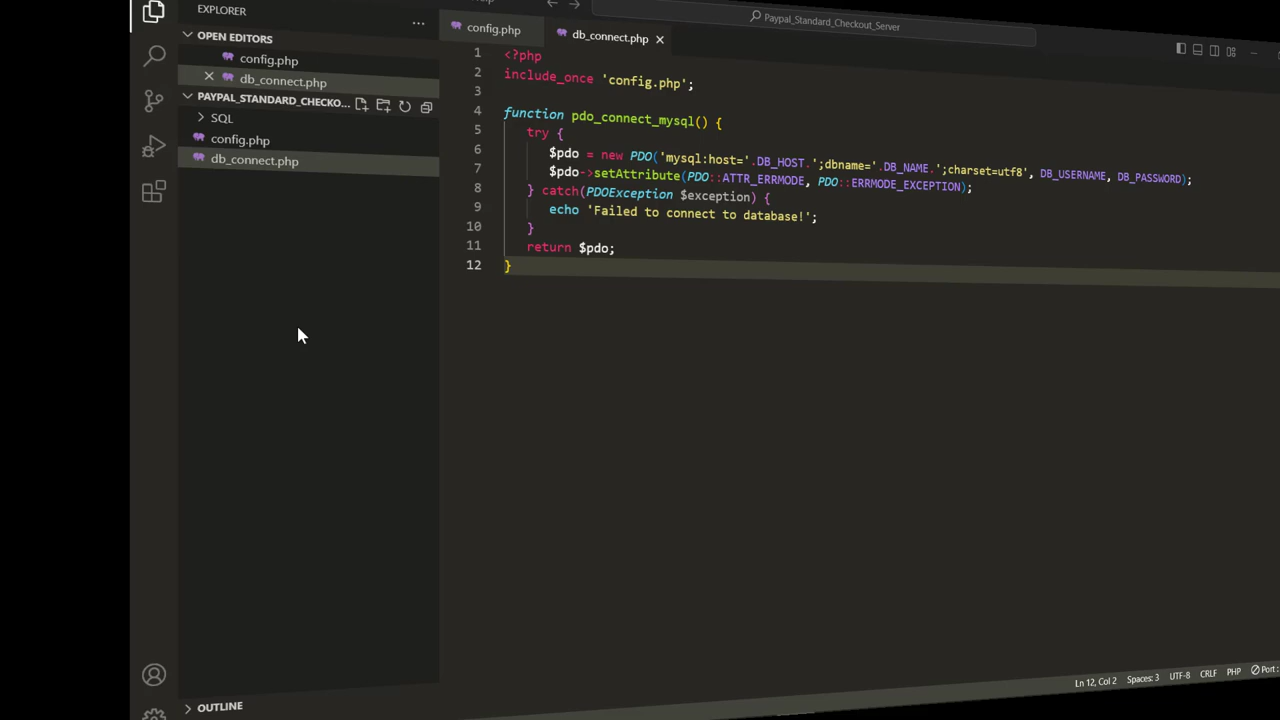 EXPLORER
OPEN EDITORS
config.php
db_connect.php
PAYPAL_STANDARD_CHECKO...
SQL
config.php
db_connect.php
OUTLINE
Paypal_Standard_Checkout_Server
config.php
db_connect.php
1 <?php
2 include_once 'config.php';
3
4 function pdo_connect_mysql() {
5 try {
6 $pdo = new PDO('mysql:host='.DB_HOST.';dbname='.DB_NAME.';charset=utf8', DB_USERNAME, DB_PASSWORD);
7 $pdo->setAttribute(PDO::ATTR_ERRMODE, PDO::ERRMODE_EXCEPTION);
8 } catch(PDOException $exception) {
9 echo 'Failed to connect to database!';
10 }
11 return $pdo;
12 }
Ln 12, Col 2 Spaces: 3 UTF-8 CRLF PHP Port: